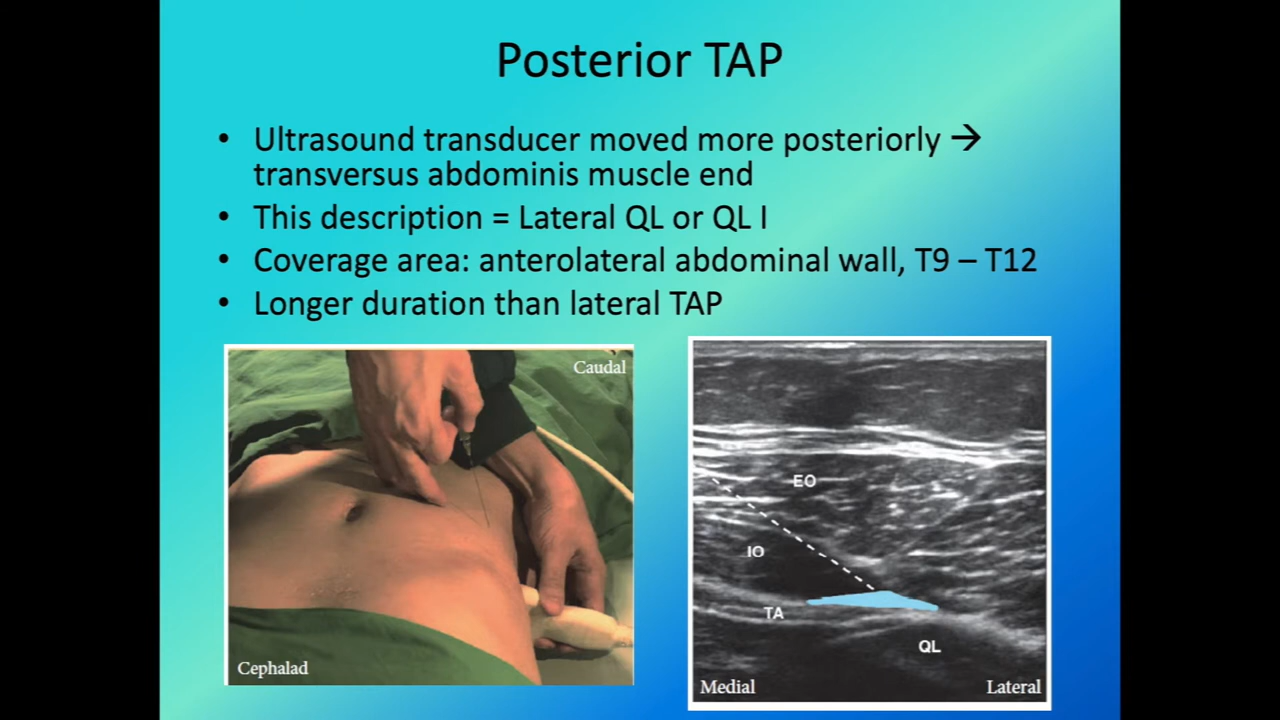 Posterior TAP
• Ultrasound transducer moved more posteriorly →
transversus abdominis muscle end
• This description = Lateral QL or QL I
• Coverage area: anterolateral abdominal wall, T9 – T12
• Longer duration than lateral TAP
Caudal
Cephalad
EO
IO
TA
QL
Medial
Lateral